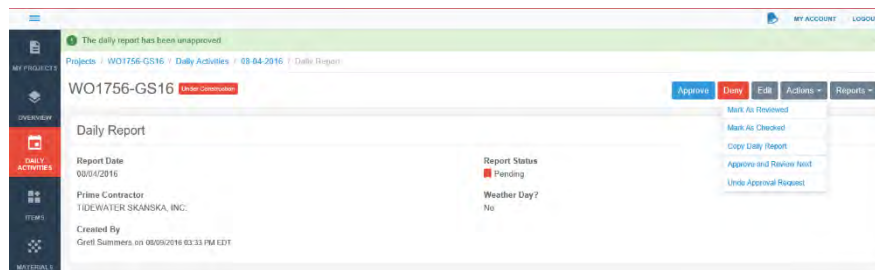 MY ACCOUNT LOGOUT
The daily report has been unapproved
MY PROJECTS
Projects / WO1756-GS16 / Daily Activities / 08-04-2016 / Daily Report
WO1756-GS16 Under Construction
Approve Deny Edit Actions Reports
OVERVIEW
Mark As Reviewed
Mark As Checked
Copy Daily Report
Approve and Review Next
Undo Approval Request
Daily Report
DAILY ACTIVITIES
Report Date
08/04/2016
Report Status
Pending
Prime Contractor
TIDEWATER SKANSKA, INC.
Weather Day?
No
ITEMS
Created By
Gretl Summers on 08/09/2016 03:33 PM EDT
MATERIALS